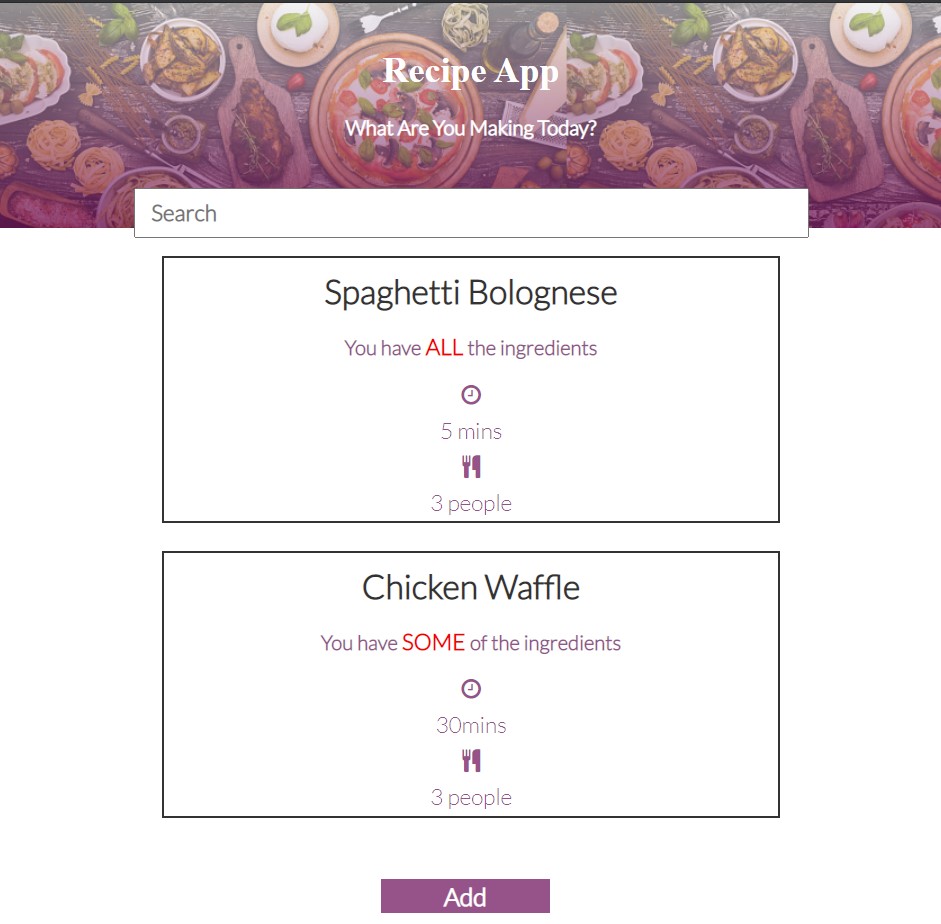 Recipe App
What Are You Making Today?
Search
Spaghetti Bolognese
You have ALL the ingredients
5 mins
3 people
Chicken Waffle
You have SOME of the ingredients
30mins
3 people
Add